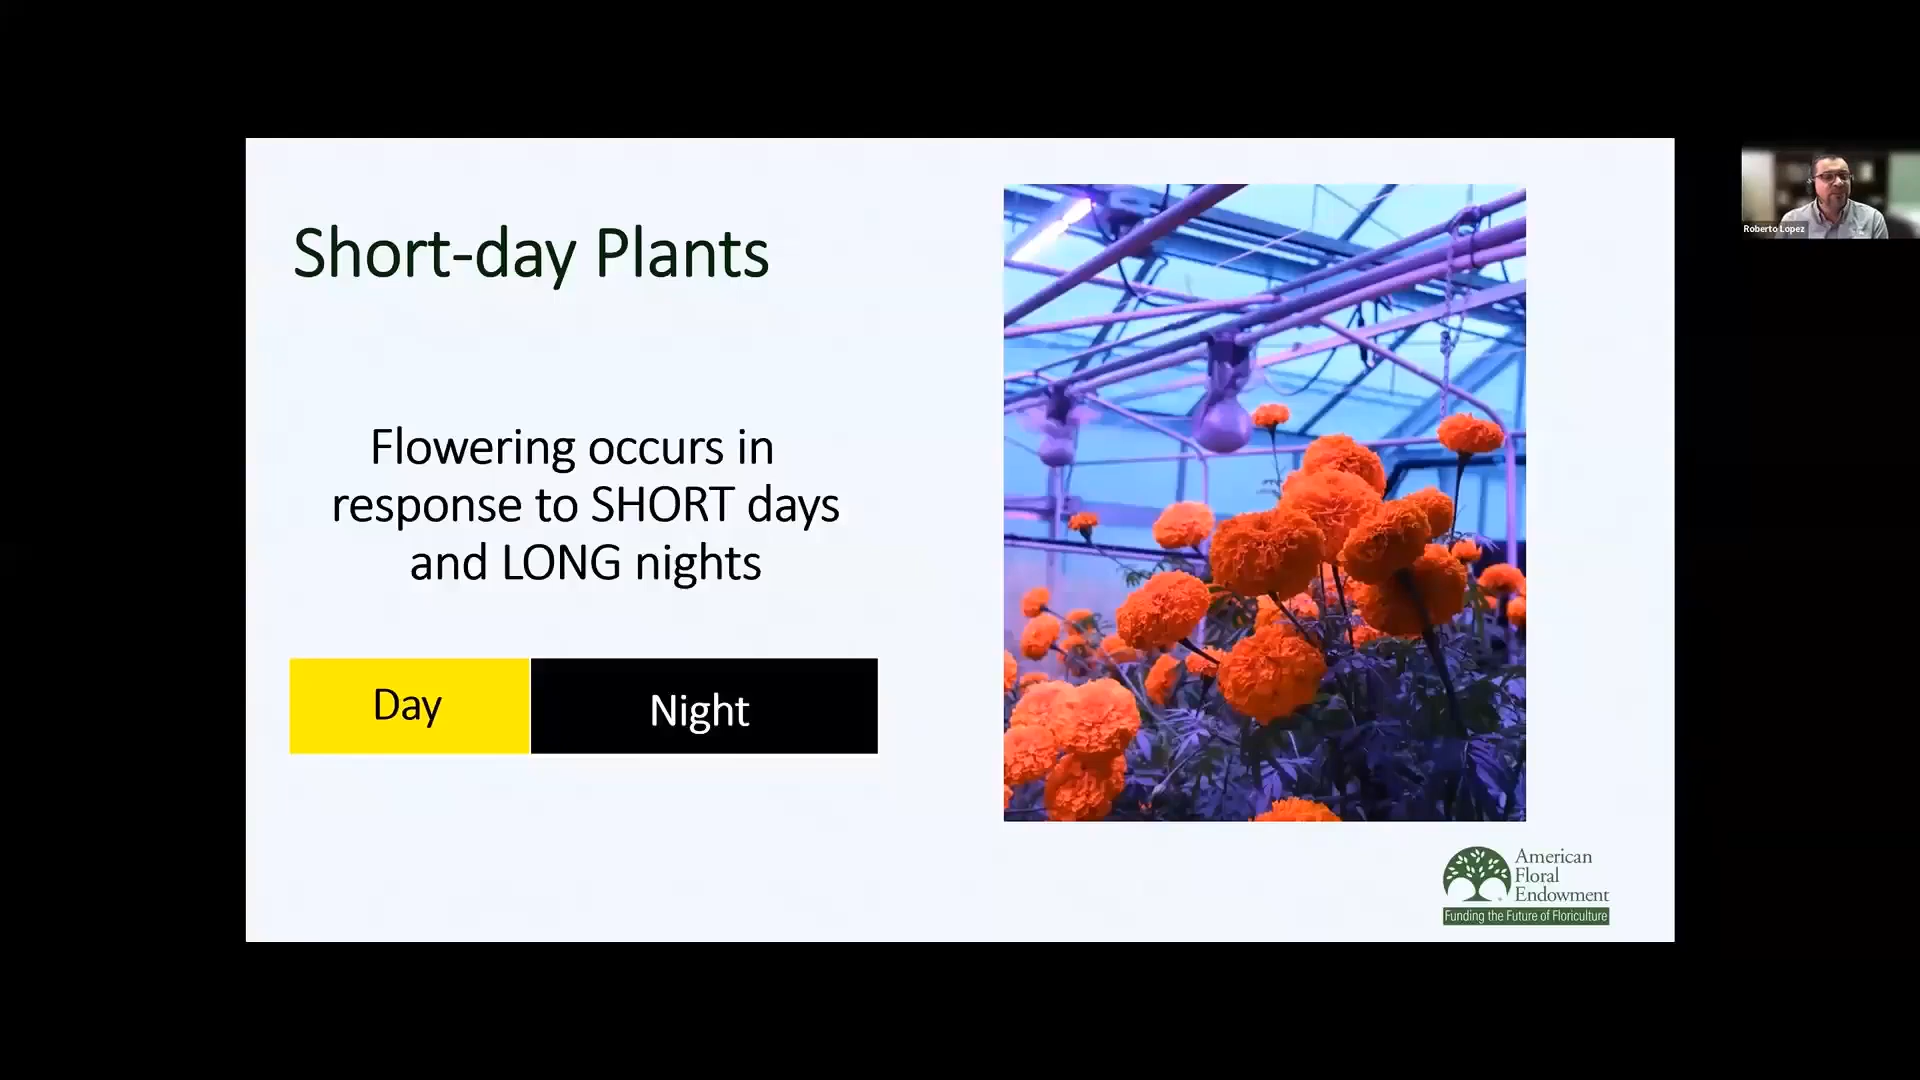 Short-day Plants
Flowering occurs in
response to SHORT days
and LONG nights
Day
Night
American
Floral
Endowment
Funding the Future of Floriculture
Roberto Lopez